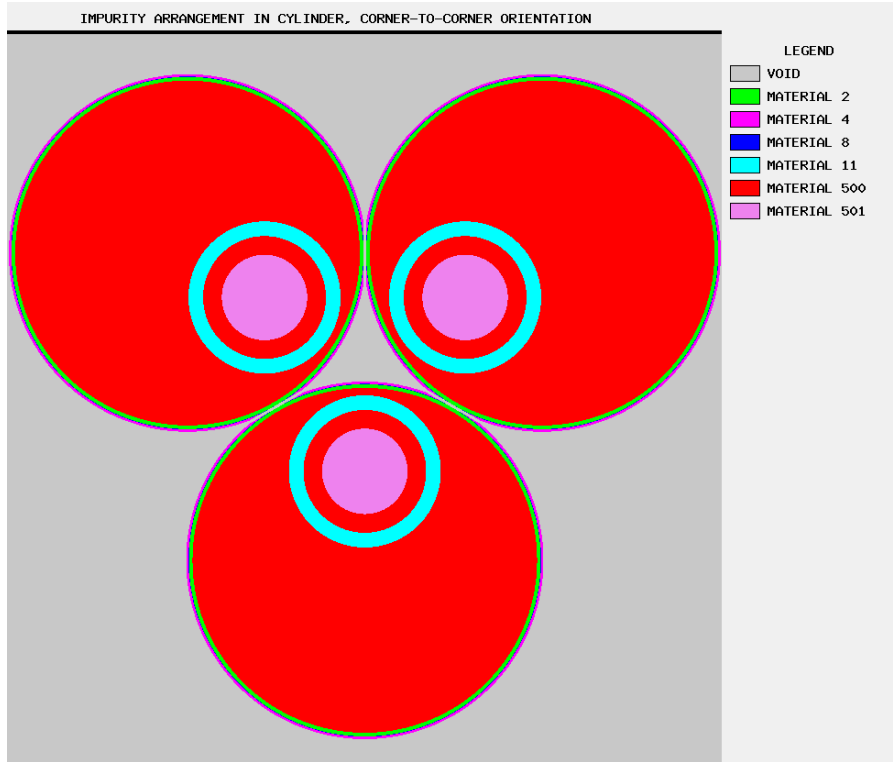 IMPURITY ARRANGEMENT IN CYLINDER, CORNER-TO-CORNER ORIENTATION
LEGEND
VOID
MATERIAL 2
MATERIAL 4
MATERIAL 8
MATERIAL 11
MATERIAL 500
MATERIAL 501